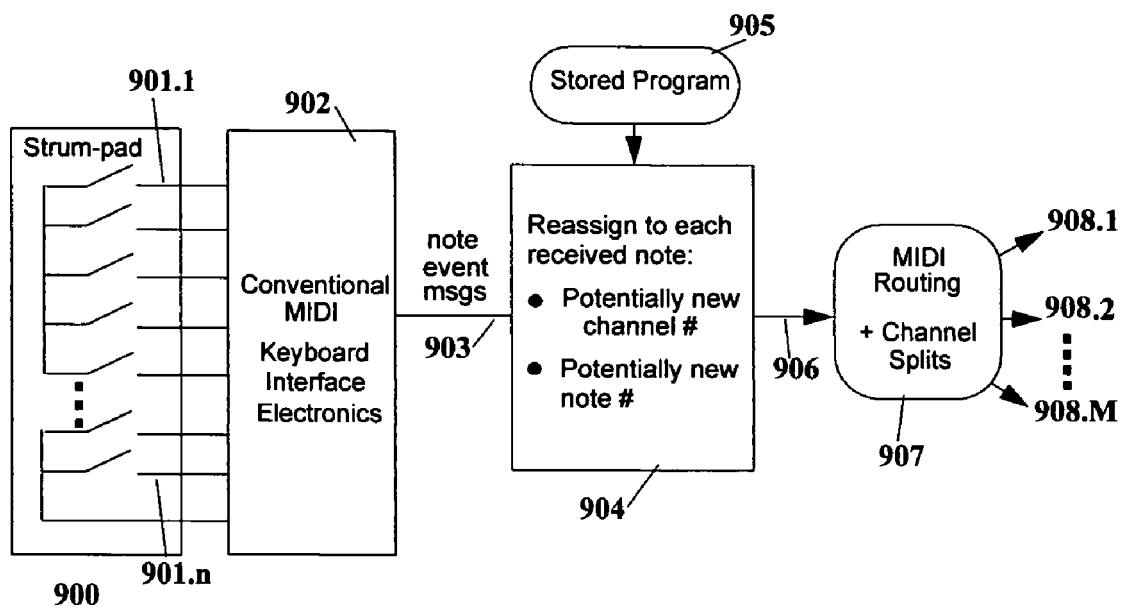 905
Stored Program
901.1
902
Strum-pad
Conventional
MIDI
Keyboard
Interface
Electronics
note
event
msgs
903
Reassign to each
received note:
● Potentially new
channel #
● Potentially new
note #
904
906
MIDI
Routing
+ Channel
Splits
907
908.1
908.2
908.M
901.n
900